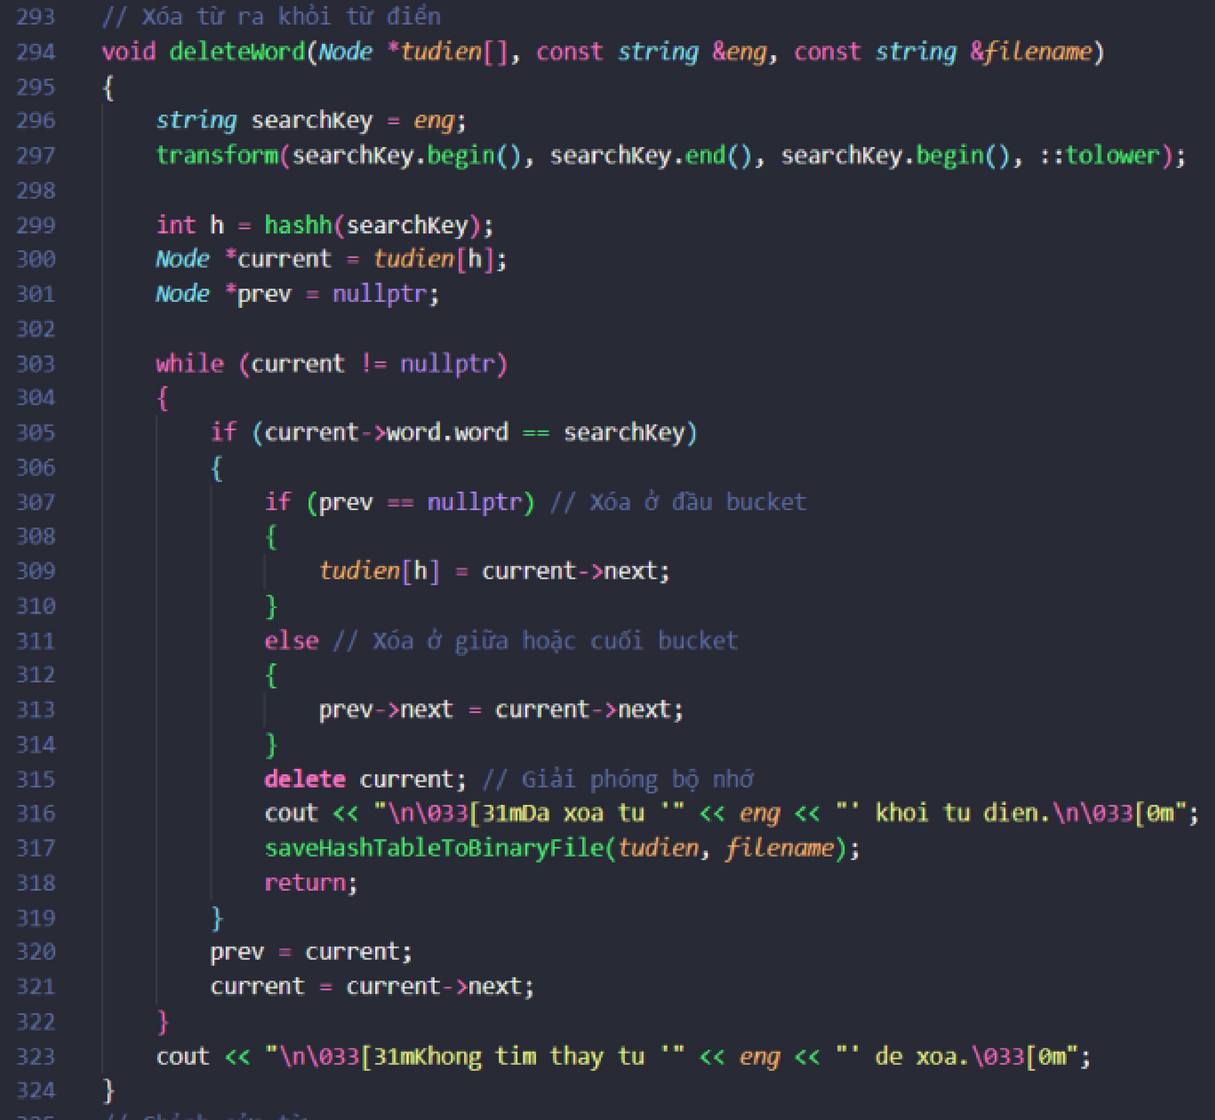 293 // Xóa từ ra khỏi từ điển
294 void deleteWord(Node *tudien[], const string &eng, const string &filename)
295 {
296 string searchKey = eng;
297 transform(searchKey.begin(), searchKey.end(), searchKey.begin(), ::tolower);
298
299 int h = hashh(searchKey);
300 Node *current = tudien[h];
301 Node *prev = nullptr;
302
303 while (current != nullptr)
304 {
305 if (current->word.word == searchKey)
306 {
307 if (prev == nullptr) // Xóa ở đầu bucket
308 {
309 tudien[h] = current->next;
310 }
311 else // Xóa ở giữa hoặc cuối bucket
312 {
313 prev->next = current->next;
314 }
315 delete current; // Giải phóng bộ nhớ
316 cout << "\n\033[31mDa xoa tu '" << eng << "' khoi tu dien.\n\033[0m";
317 saveHashTableToBinaryFile(tudien, filename);
318 return;
319 }
320 prev = current;
321 current = current->next;
322 }
323 cout << "\n\033[31mKhong tim thay tu '" << eng << "' de xoa.\033[0m";
324 }